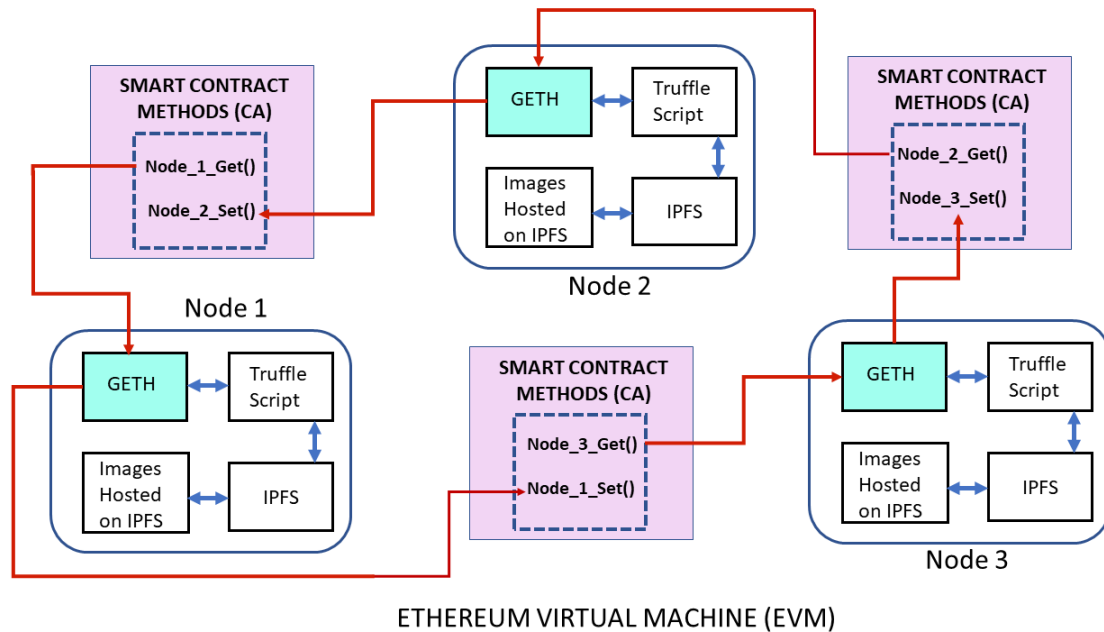 SMART CONTRACT
METHODS (CA)
Node_1_Get()
Node_2_Set()
GETH
Truffle
Script
Images
Hosted
on IPFS
IPFS
Node 2
SMART CONTRACT
METHODS (CA)
Node_2_Get()
Node_3_Set()
Node 1
GETH
Truffle
Script
Images
Hosted
on IPFS
IPFS
SMART CONTRACT
METHODS (CA)
Node_3_Get()
Node_1_Set()
GETH
Truffle
Script
Images
Hosted
on IPFS
IPFS
Node 3
ETHEREUM VIRTUAL MACHINE (EVM)